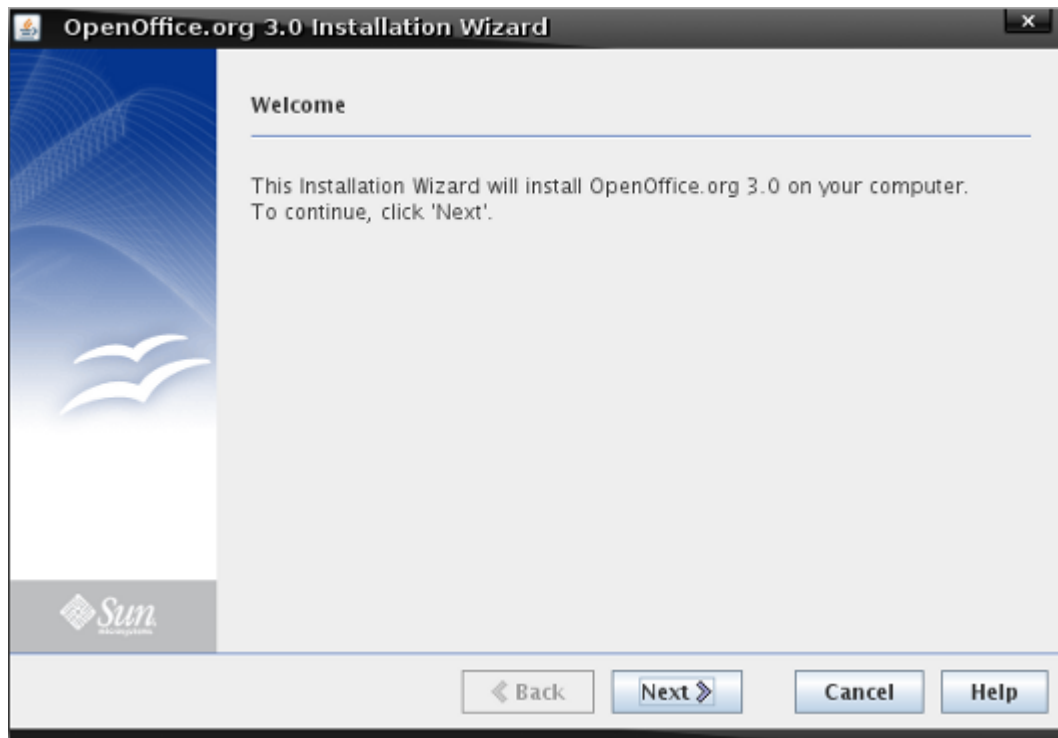 OpenOffice.org 3.0 Installation Wizard
Welcome
This Installation Wizard will install OpenOffice.org 3.0 on your computer.
To continue, click 'Next'.
Sun
microsystems
Back
Next
Cancel
Help